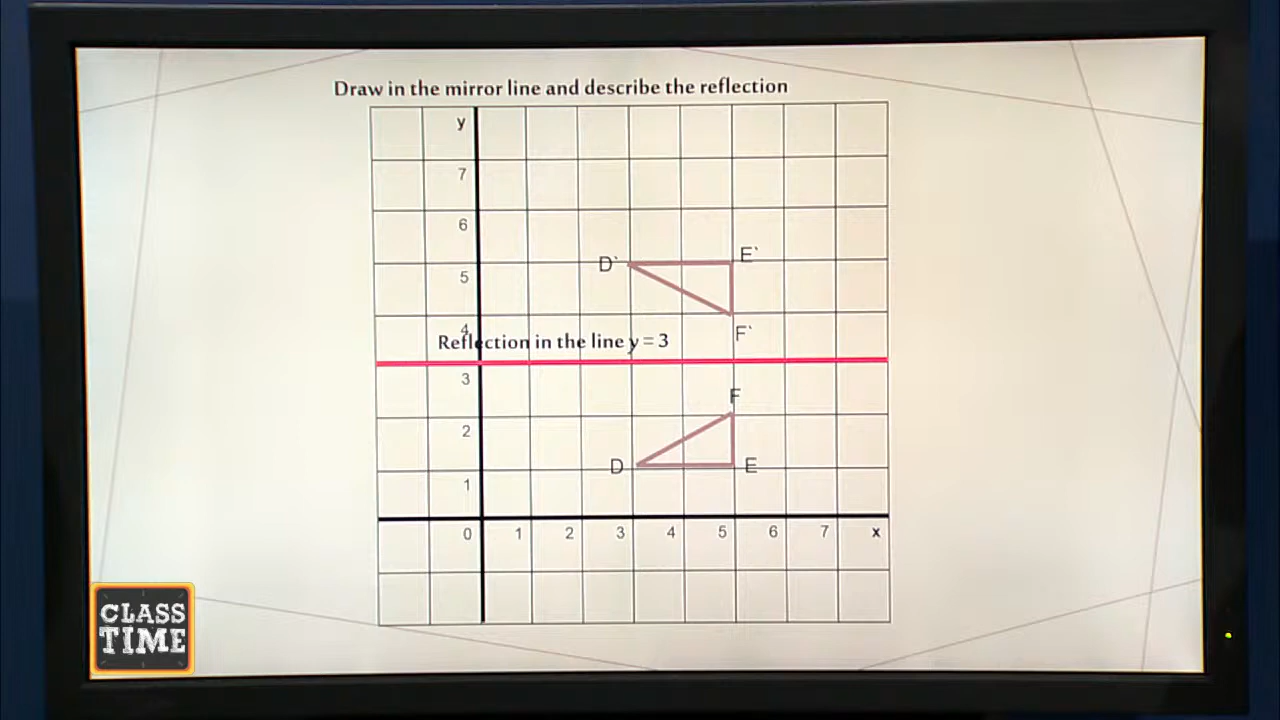 Draw in the mirror line and describe the reflection
y
7
6
D` E`
5
4
F`
Reflection in the line y = 3
3
F
2
D E
1
0 1 2 3 4 5 6 7 x
CLASS
TIME